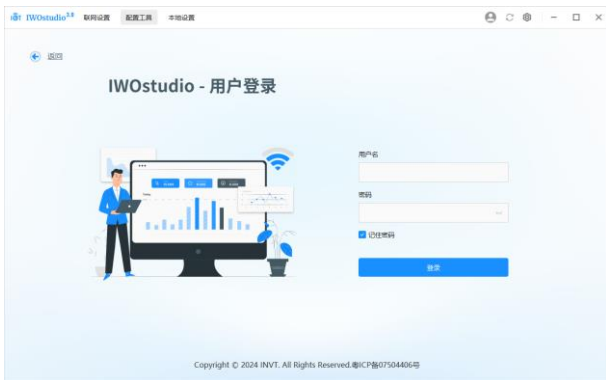 IWOstudio3.0 联网设置 配置工具 本地设置
返回
IWOstudio - 用户登录
用户名
密码
记住密码
登录
Copyright © 2024 INVT. All Rights Reserved.粤ICP备07504406号